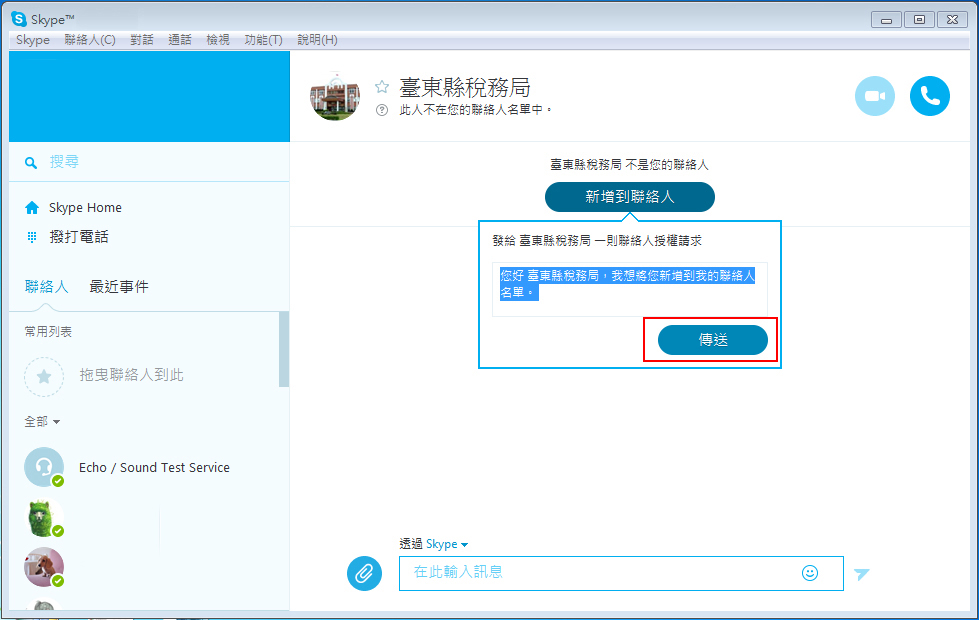 Skype™
Skype 聯絡人(C) 對話 通話 檢視 功能(T) 說明(H)
臺東縣稅務局
此人不在您的聯絡人名單中。
搜尋
Skype Home
撥打電話
聯絡人 最近事件
常用列表
拖曳聯絡人到此
全部
Echo / Sound Test Service
臺東縣稅務局 不是您的聯絡人
新增到聯絡人
發給 臺東縣稅務局 一則聯絡人授權請求
您好 臺東縣稅務局，我想將您新增到我的聯絡人
名單。
傳送
透過 Skype
在此輸入訊息